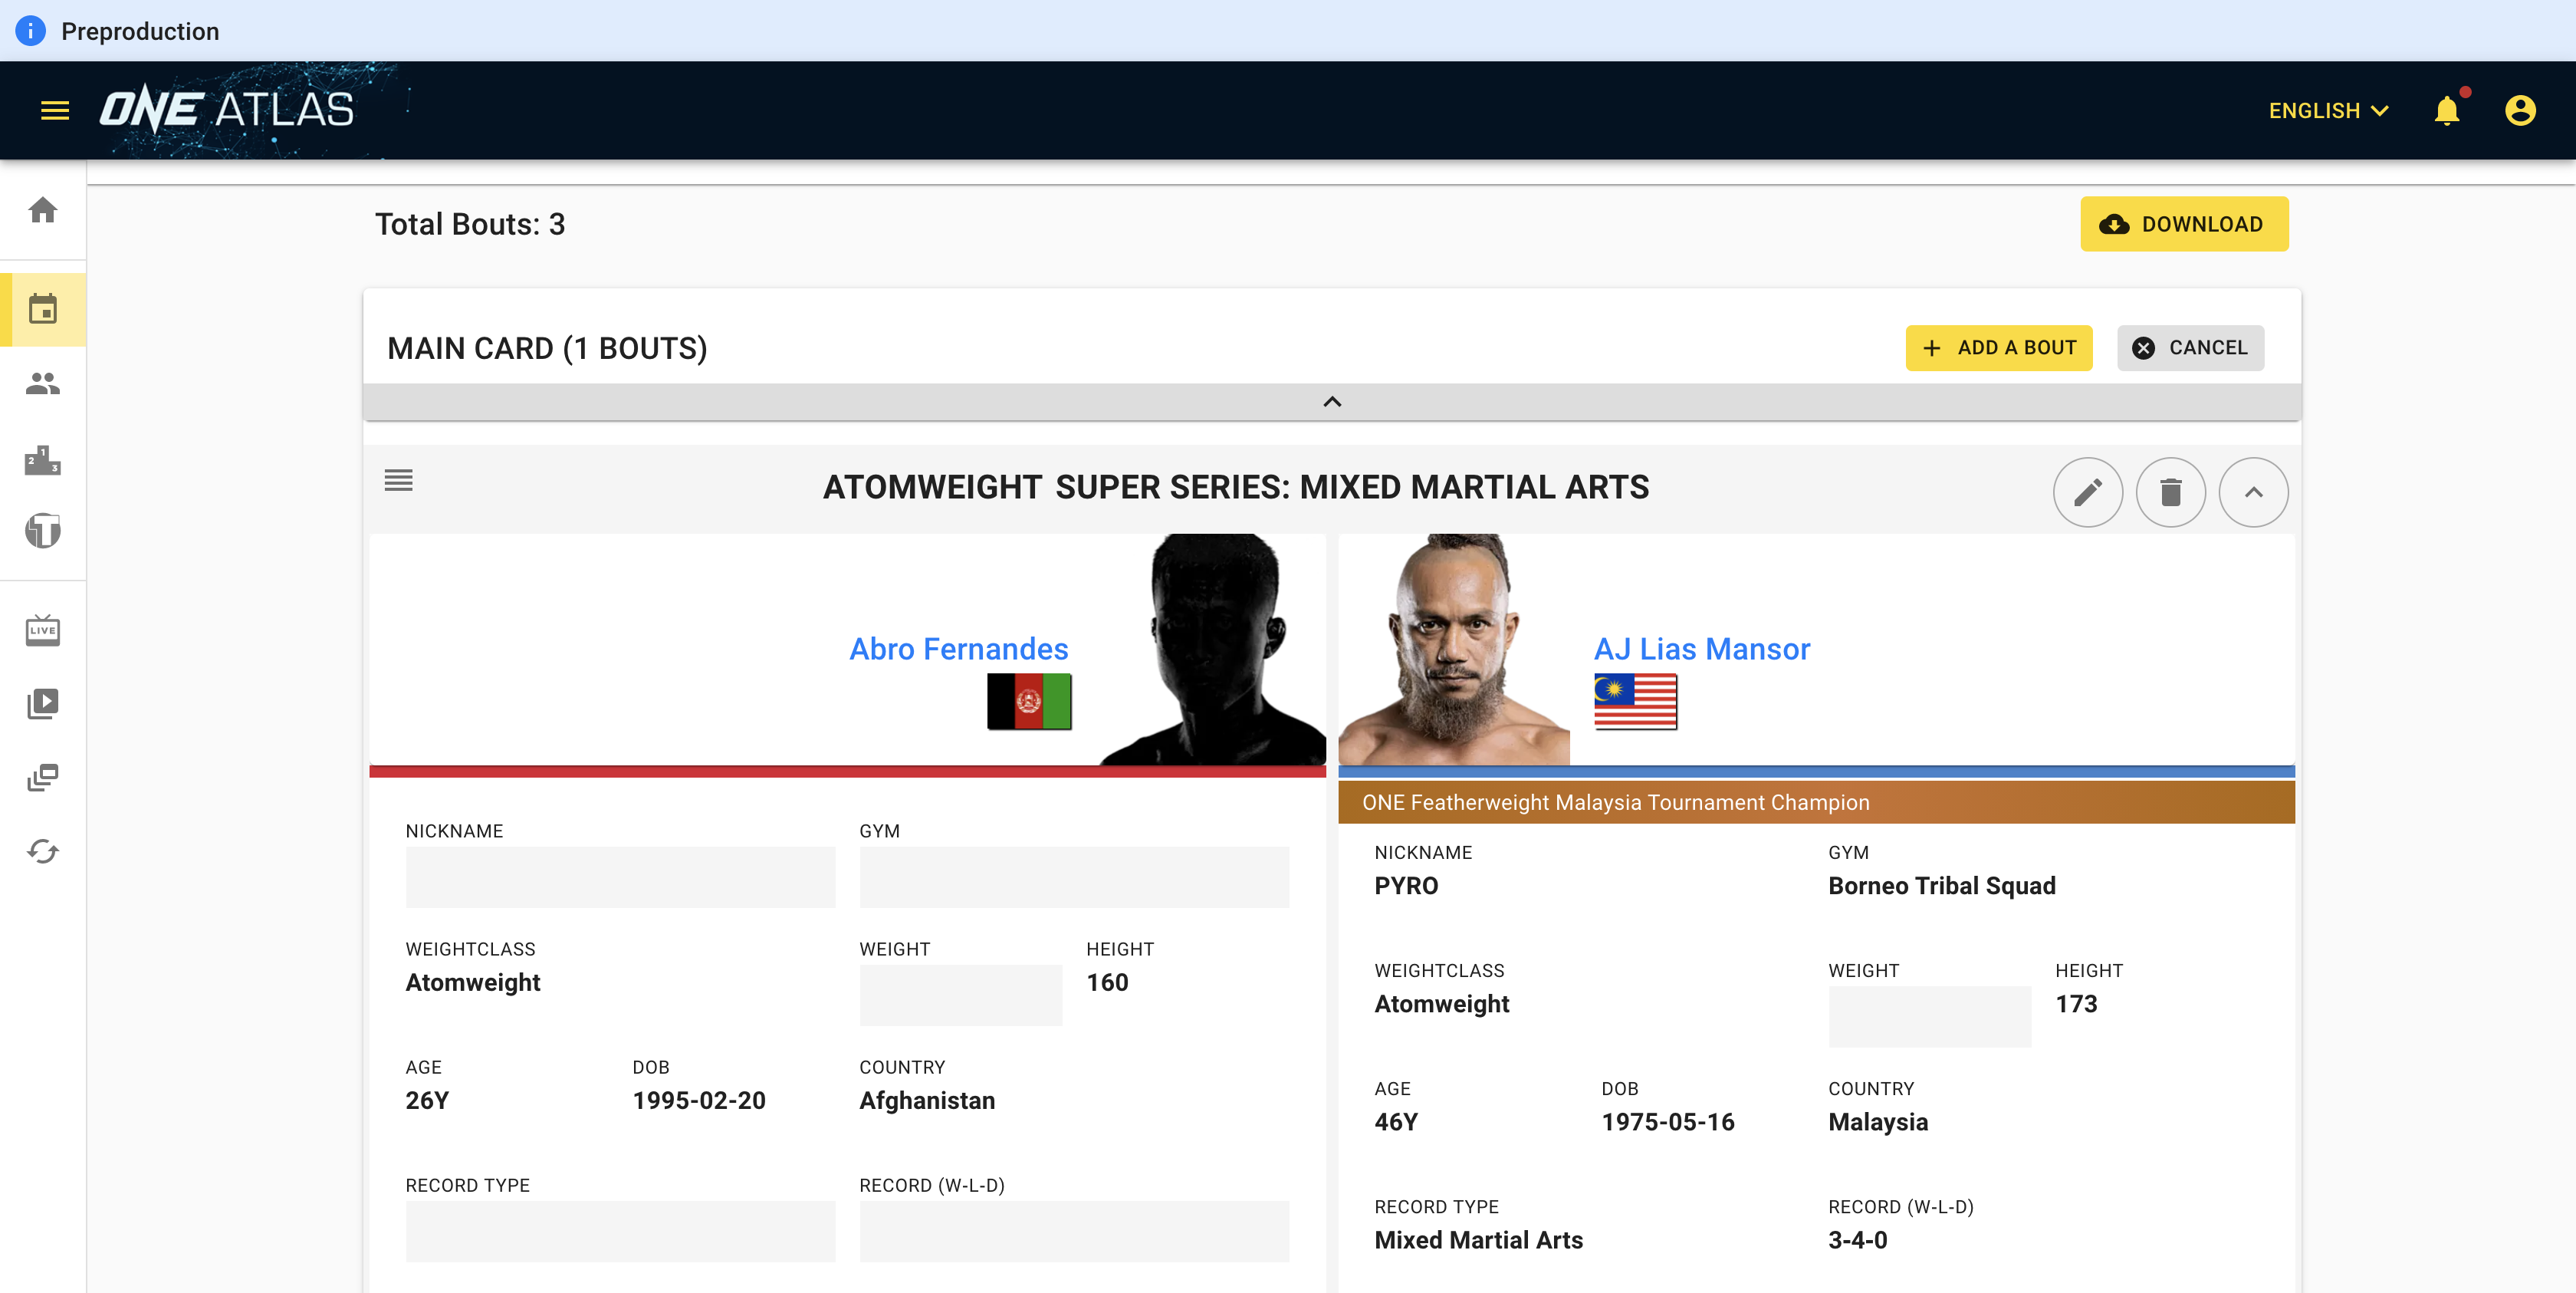 Preproduction
ONE ATLAS
ENGLISH
Total Bouts: 3
DOWNLOAD
MAIN CARD (1 BOUTS)
ADD A BOUT
CANCEL
ATOMWEIGHT SUPER SERIES: MIXED MARTIAL ARTS
Abro Fernandes
AJ Lias Mansor
ONE Featherweight Malaysia Tournament Champion
NICKNAME
GYM
WEIGHTCLASS
Atomweight
WEIGHT
HEIGHT
160
AGE
26Y
DOB
1995-02-20
COUNTRY
Afghanistan
RECORD TYPE
RECORD (W-L-D)
NICKNAME
PYRO
GYM
Borneo Tribal Squad
WEIGHTCLASS
Atomweight
WEIGHT
HEIGHT
173
AGE
46Y
DOB
1975-05-16
COUNTRY
Malaysia
RECORD TYPE
Mixed Martial Arts
RECORD (W-L-D)
3-4-0
2 1 3
T
LIVE